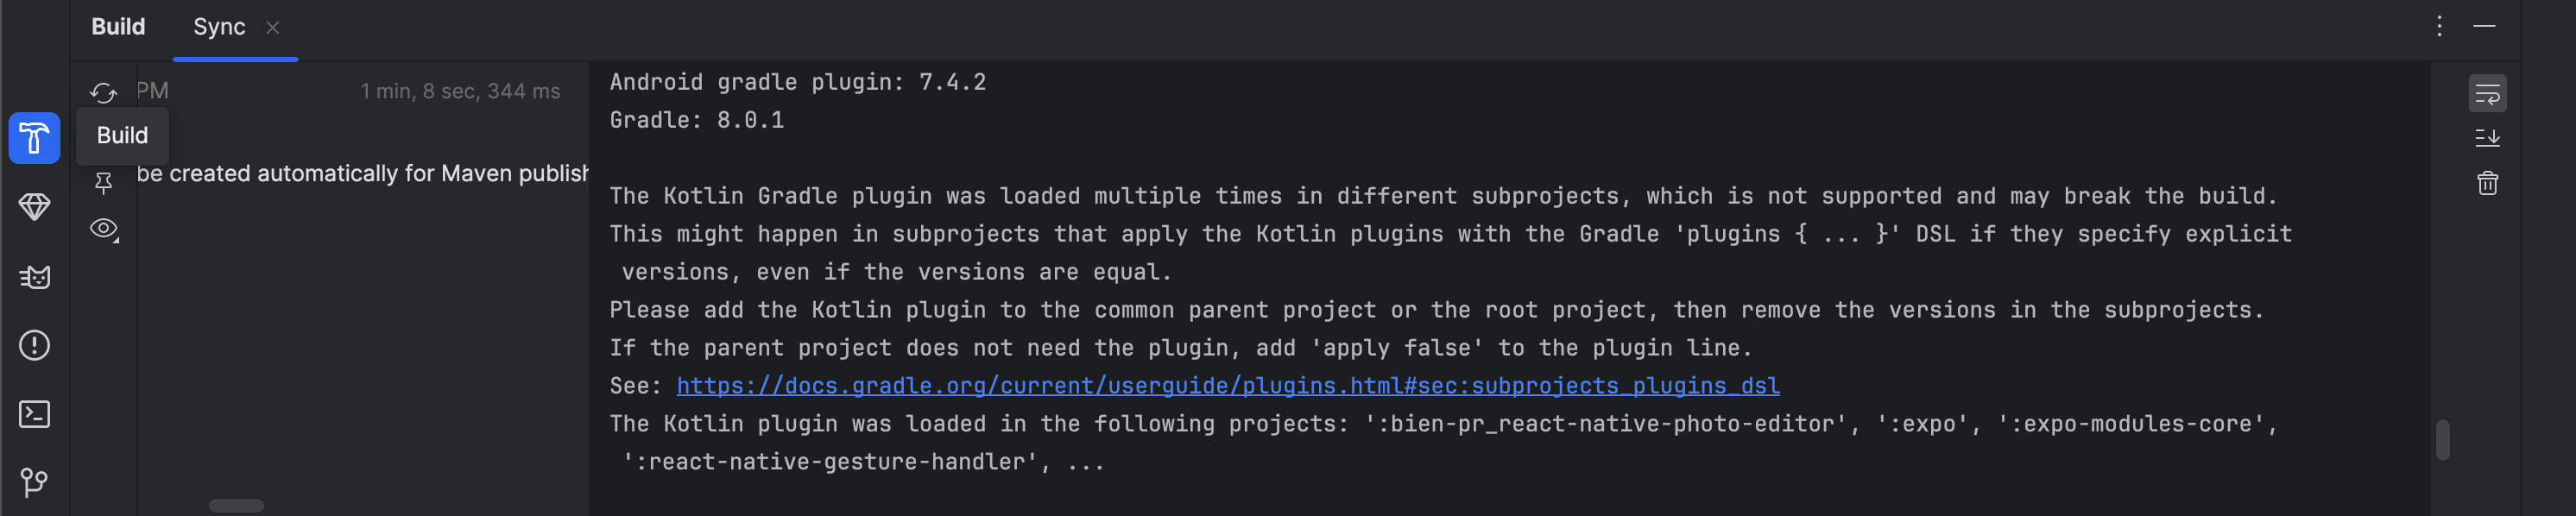 Build
Sync
PM
1 min, 8 sec, 344 ms
Build
be created automatically for Maven publish
Android gradle plugin: 7.4.2
Gradle: 8.0.1
The Kotlin Gradle plugin was loaded multiple times in different subprojects, which is not supported and may break the build.
This might happen in subprojects that apply the Kotlin plugins with the Gradle 'plugins { ... }' DSL if they specify explicit
versions, even if the versions are equal.
Please add the Kotlin plugin to the common parent project or the root project, then remove the versions in the subprojects.
If the parent project does not need the plugin, add 'apply false' to the plugin line.
See: https://docs.gradle.org/current/userguide/plugins.html#sec:subprojects_plugins_dsl
The Kotlin plugin was loaded in the following projects: ':bien-pr_react-native-photo-editor', ':expo', ':expo-modules-core',
':react-native-gesture-handler', ...